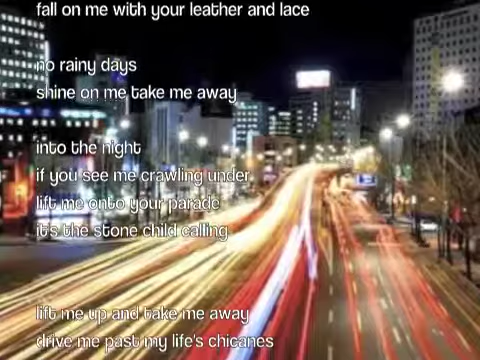 fall on me with your leather and lace
no rainy days
shine on me take me away
into the night
if you see me crawling under
lift me onto your parade
it's the stone child calling
lift me up and take me away
drive me past my life's chicanes